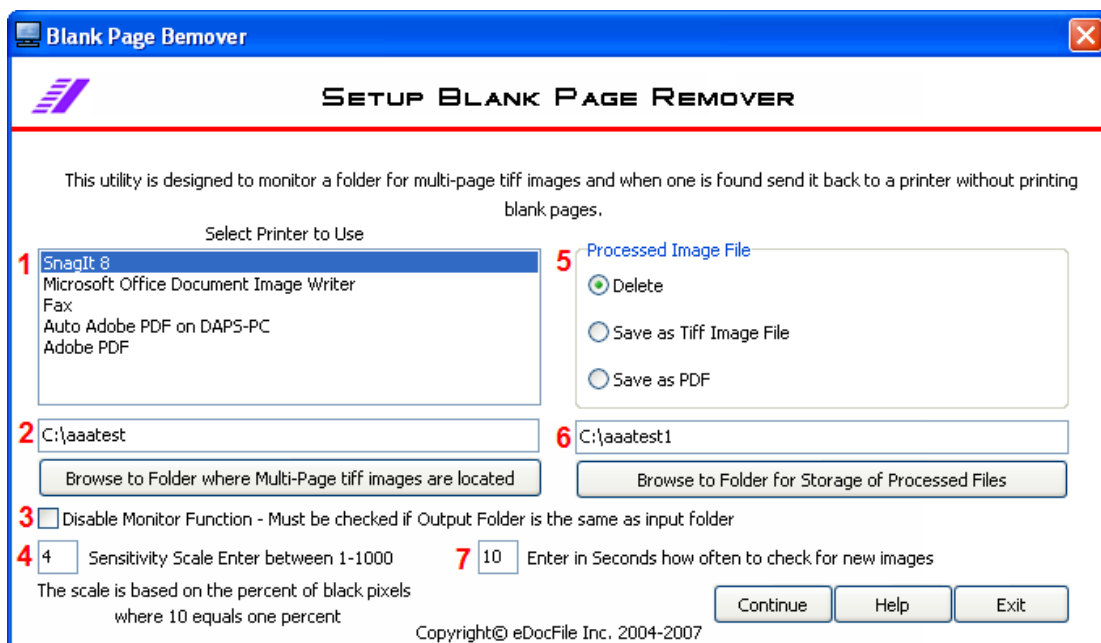 Blank Page Bemover
SETUP BLANK PAGE REMOVER
This utility is designed to monitor a folder for multi-page tiff images and when one is found send it back to a printer without printing
blank pages.
Select Printer to Use
1
SnagIt 8
Microsoft Office Document Image Writer
Fax
Auto Adobe PDF on DAPS-PC
Adobe PDF
5
Processed Image File
Delete
Save as Tiff Image File
Save as PDF
2 C:\aaatest
Browse to Folder where Multi-Page tiff images are located
6 C:\aaatest1
Browse to Folder for Storage of Processed Files
3 Disable Monitor Function - Must be checked if Output Folder is the same as input folder
4 4 Sensitivity Scale Enter between 1-1000
7 10 Enter in Seconds how often to check for new images
The scale is based on the percent of black pixels
where 10 equals one percent
Continue
Help
Exit
Copyright© eDocFile Inc. 2004-2007